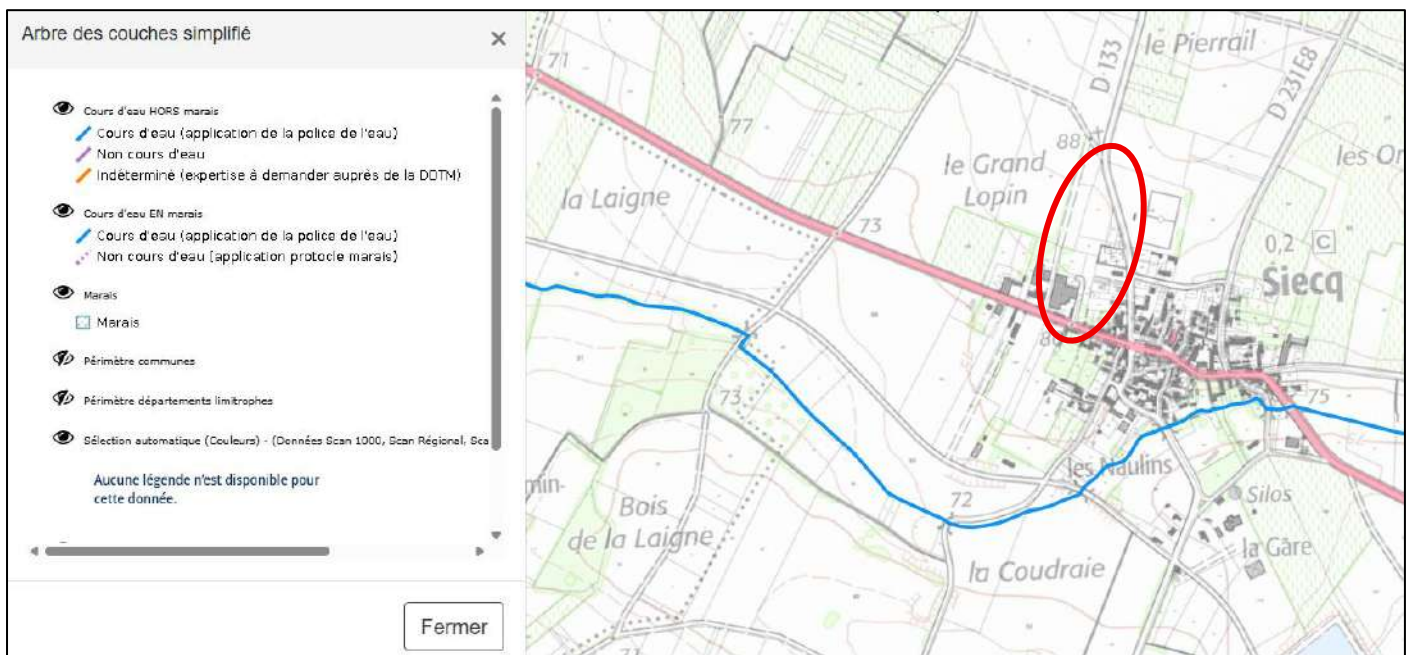 Arbre des couches simplifié
×
Cours d'eau HORS marais
Cours d'eau (application de la police de l'eau)
Non cours d'eau
Indéterminé (expertise à demander auprès de la DDTM)
Cours d'eau EN marais
Cours d'eau (application de la police de l'eau)
Non cours d'eau [application protocle marais)
Marais
Marais
Périmètre communes
Périmètre départements limitrophes
Sélection automatique (Couleurs) - (Données Scan 1000, Scan Régional, Sca
Aucune légende n'est disponible pour
cette donnée.
Fermer
71
77
la Laigne
73
le Grand
Lopin
88
D 133
le Pierrail
D 231E8
les Or
0,2 C
Siecq
75
73
72
les Naulins
Silos
la Gare
Bois
de la Laigne
la Coudraie